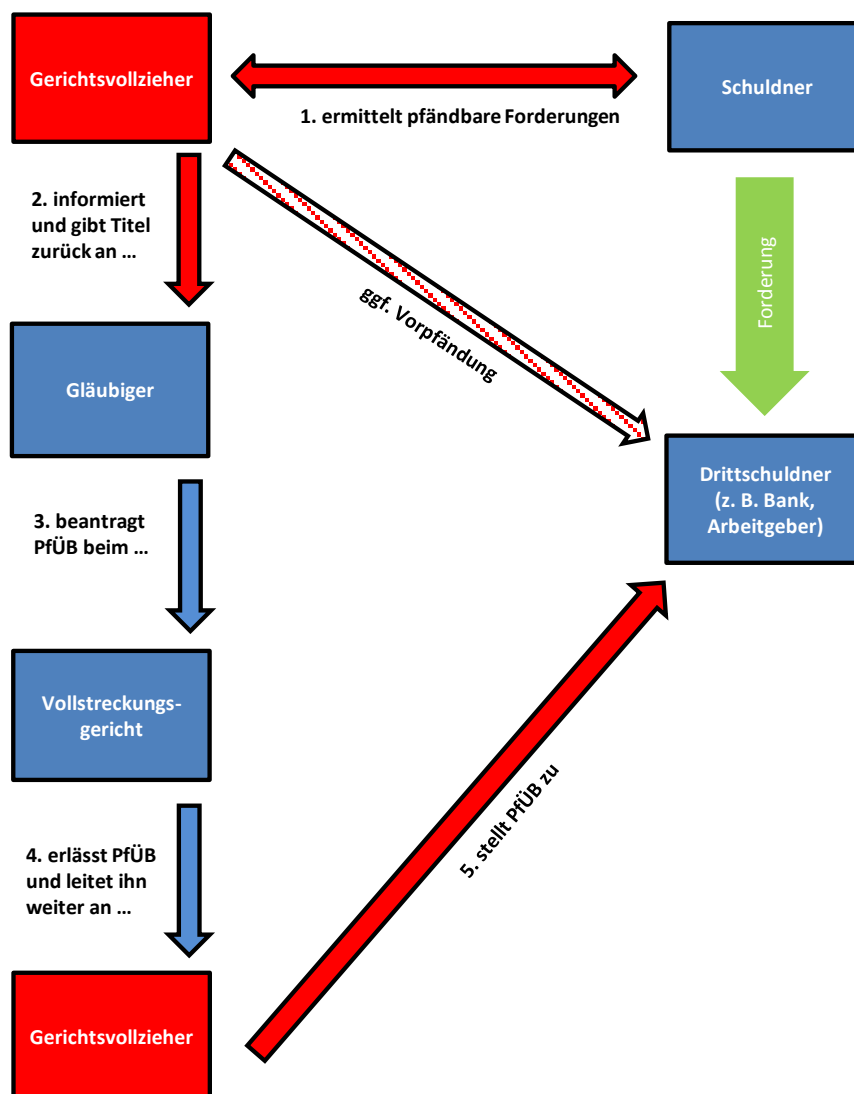 Gerichtsvollzieher
Schuldner
1. ermittelt pfändbare Forderungen
2. informiert
und gibt Titel
zurück an ...
ggf. Vorpfändung
Forderung
Gläubiger
Drittschuldner
(z. B. Bank,
Arbeitgeber)
3. beantragt
PfÜB beim ...
Vollstreckungs-
gericht
4. erlässt PfÜB
und leitet ihn
weiter an ...
5. stellt PfÜB zu
Gerichtsvollzieher